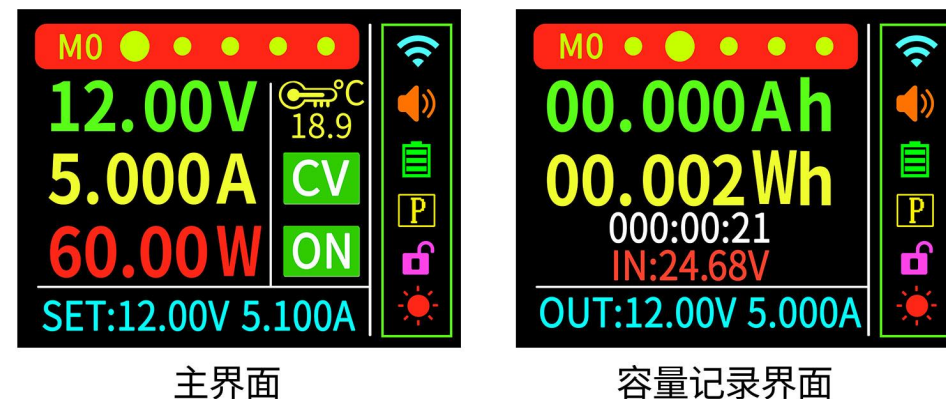 M0
12.00V
°C
18.9
5.000A
CV
60.00W
ON
SET:12.00V 5.100A
P
主界面
M0
00.000Ah
00.002Wh
000:00:21
IN:24.68V
OUT:12.00V 5.000A
P
容量记录界面